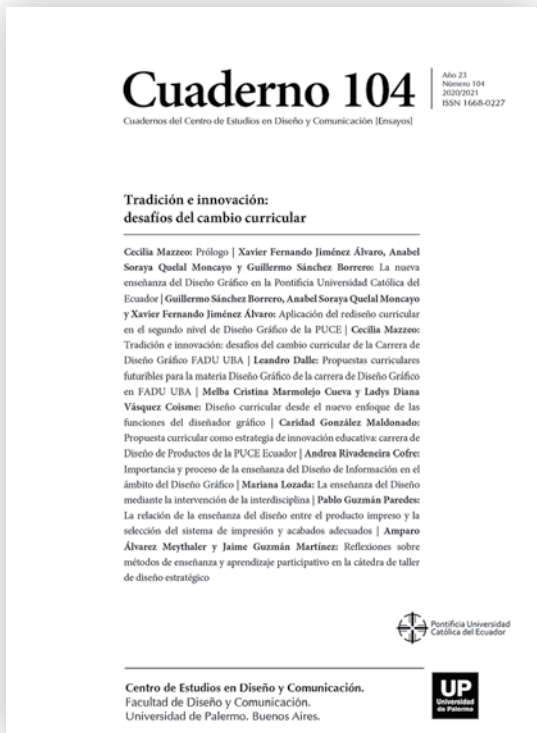 Cuaderno 104
Año 23
Número 104
2020/2021
ISSN 1668-0227
Cuadernos del Centro de Estudios en Diseño y Comunicación [Ensayos]
Tradición e innovación:
desafíos del cambio curricular
Cecilia Mazzeo: Prólogo | Xavier Fernando Jiménez Álvaro, Anabel
Soraya Quelal Moncayo y Guillermo Sánchez Borrero: La nueva
enseñanza del Diseño Gráfico en la Pontificia Universidad Católica del
Ecuador | Guillermo Sánchez Borrero, Anabel Soraya Quelal Moncayo
y Xavier Fernando Jiménez Álvaro: Aplicación del rediseño curricular
en el segundo nivel de Diseño Gráfico de la PUCE | Cecilia Mazzeo:
Tradición e innovación: desafíos del cambio curricular de la Carrera de
Diseño Gráfico FADU UBA | Leandro Dalle: Propuestas curriculares
futuribles para la materia Diseño Gráfico de la carrera de Diseño Gráfico
en FADU UBA | Melba Cristina Marmolejo Cueva y Ladys Diana
Vásquez Coisme: Diseño curricular desde el nuevo enfoque de las
funciones del diseñador gráfico | Caridad González Maldonado:
Propuesta curricular como estrategia de innovación educativa: carrera de
Diseño de Productos de la PUCE Ecuador | Andrea Rivadeneira Cofre:
Importancia y proceso de la enseñanza del Diseño de Información en el
ámbito del Diseño Gráfico | Mariana Lozada: La enseñanza del Diseño
mediante la intervención de la interdisciplina | Pablo Guzmán Paredes:
La relación de la enseñanza del diseño entre el producto impreso y la
selección del sistema de impresión y acabados adecuados | Amparo
Álvarez Meythaler y Jaime Guzmán Martínez: Reflexiones sobre
métodos de enseñanza y aprendizaje participativo en la cátedra de taller
de diseño estratégico
Pontificia Universidad
Católica del Ecuador
Centro de Estudios en Diseño y Comunicación.
Facultad de Diseño y Comunicación.
Universidad de Palermo. Buenos Aires.
UP
Universidad
de Palermo